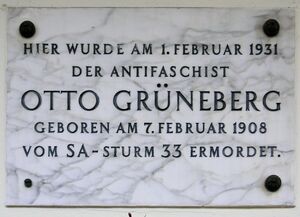 HIER WURDE AM 1. FEBRUAR 1931
DER ANTIFASCHIST
OTTO GRÜNEBERG
GEBOREN AM 7. FEBRUAR 1908
VOM SA-STURM 33 ERMORDET.